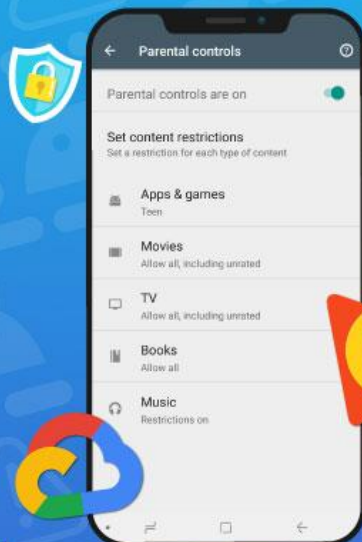 Parental controls
Parental controls are on
Set content restrictions
Set a restriction for each type of content
Apps & games
Teen
Movies
Allow all, including unrated
TV
Allow all, including unrated
Books
Allow all
Music
Restrictions on